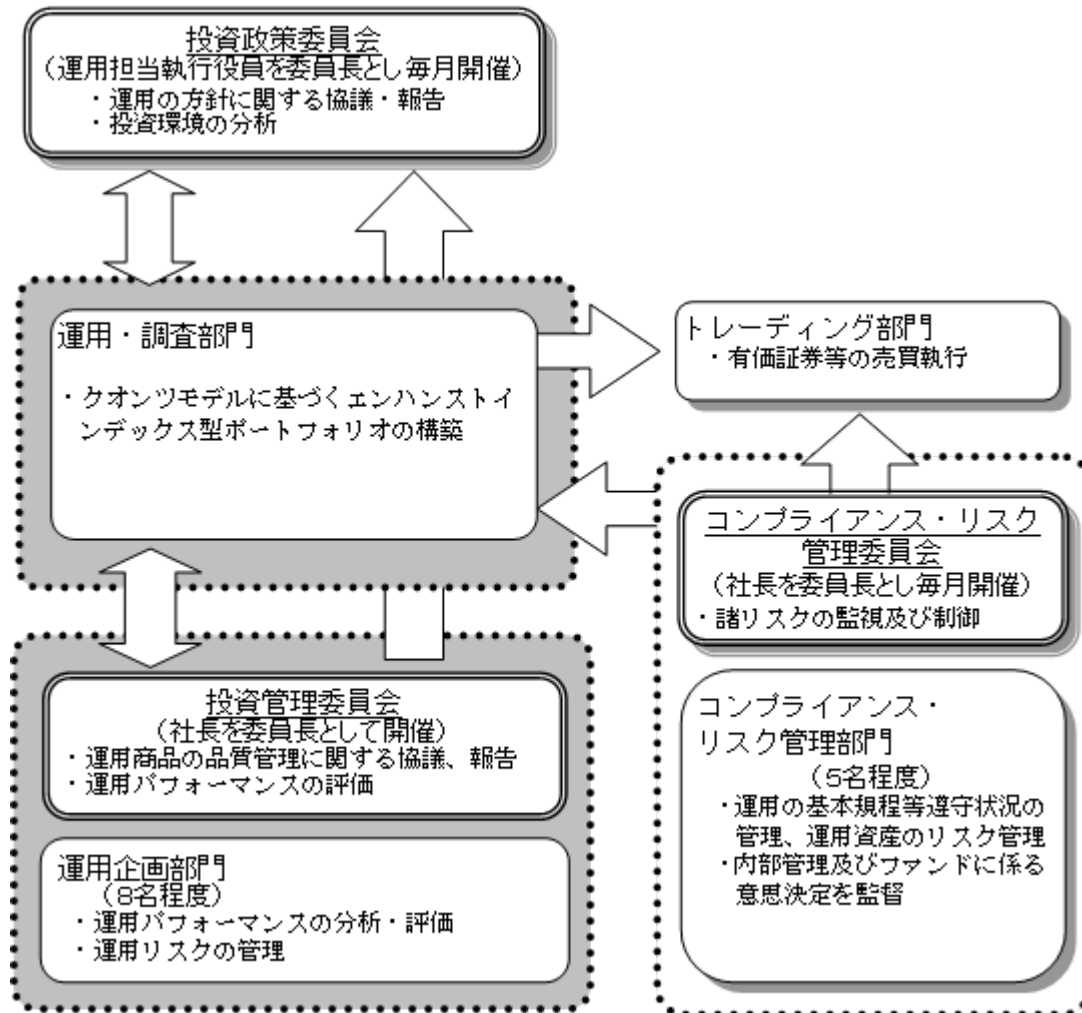 投資政策委員会
(運用担当執行役員を委員長とし毎月開催)
・運用の方針に関する協議・報告
・投資環境の分析
運用・調査部門
・クオンツモデルに基づくエンハンストイ
ンデックス型ポートフォリオの構築
トレーディング部門
・有価証券等の売買執行
コンプライアンス・リスク
管理委員会
(社長を委員長とし毎月開催)
・諸リスクの監視及び制御
投資管理委員会
(社長を委員長として開催)
・運用商品の品質管理に関する協議、報告
・運用パフォーマンスの評価
運用企画部門
(8名程度)
・運用パフォーマンスの分析・評価
・運用リスクの管理
コンプライアンス・
リスク管理部門
(5名程度)
・運用の基本規程等遵守状況の
管理、運用資産のリスク管理
・内部管理及びファンドに係る
意思決定を監督